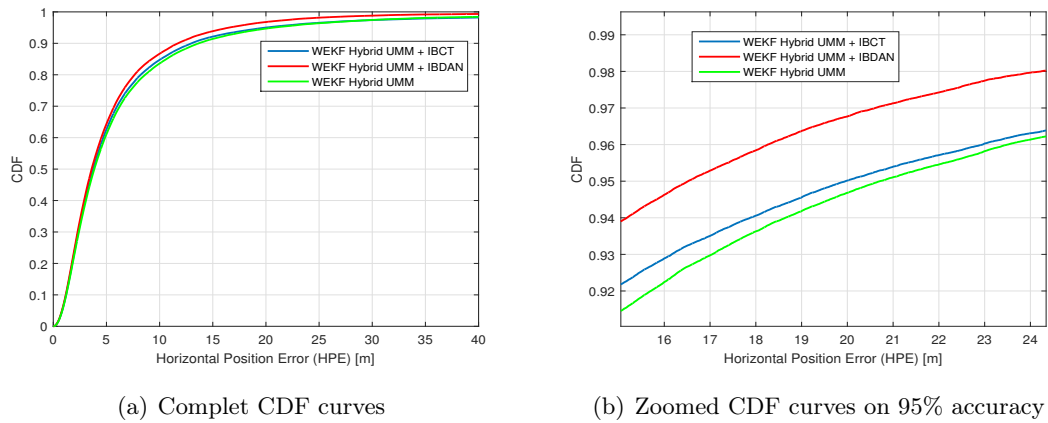 1
0.9
0.8
0.7
0.6
0.5
0.4
0.3
0.2
0.1
0
CDF
WEKF Hybrid UMM + IBCT
WEKF Hybrid UMM + IBDAN
WEKF Hybrid UMM
0 5 10 15 20 25 30 35 40
Horizontal Position Error (HPE) [m]
(a) Complet CDF curves
0.99
0.98
0.97
0.96
0.95
0.94
0.93
0.92
CDF
WEKF Hybrid UMM + IBCT
WEKF Hybrid UMM + IBDAN
WEKF Hybrid UMM
16 17 18 19 20 21 22 23 24
Horizontal Position Error (HPE) [m]
(b) Zoomed CDF curves on 95% accuracy